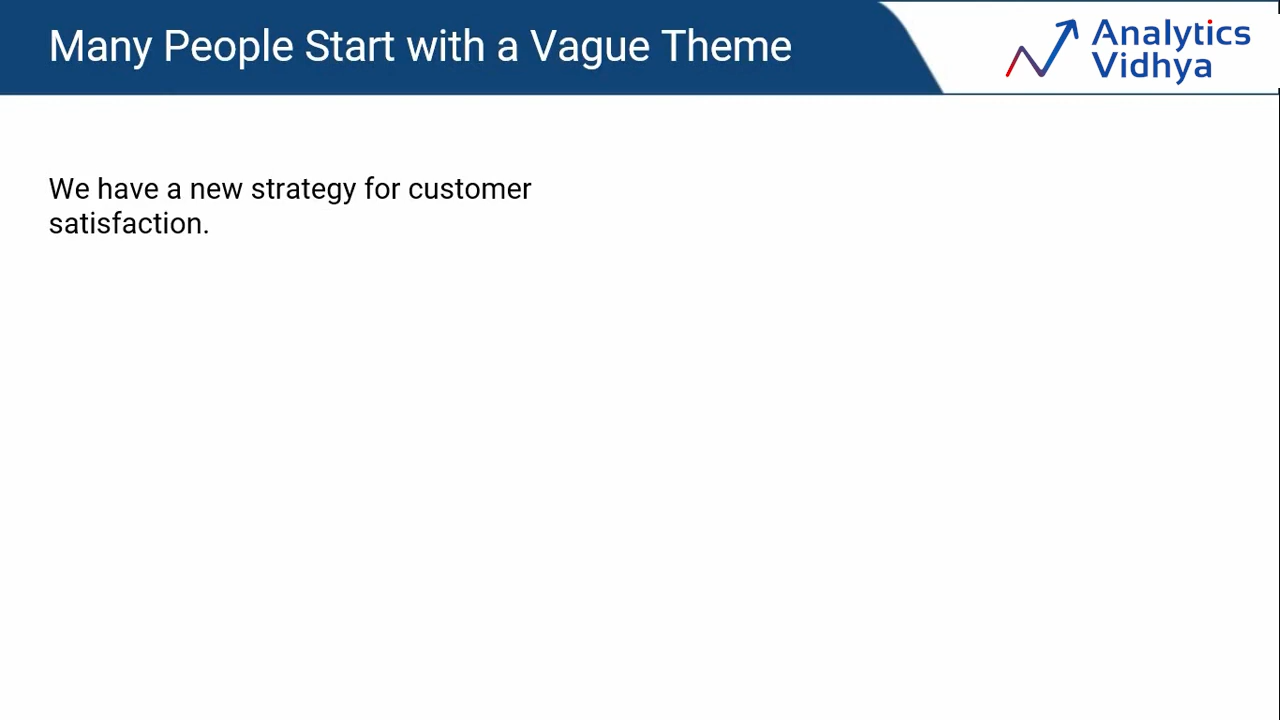 Many People Start with a Vague Theme
Analytics
Vidhya
We have a new strategy for customer
satisfaction.